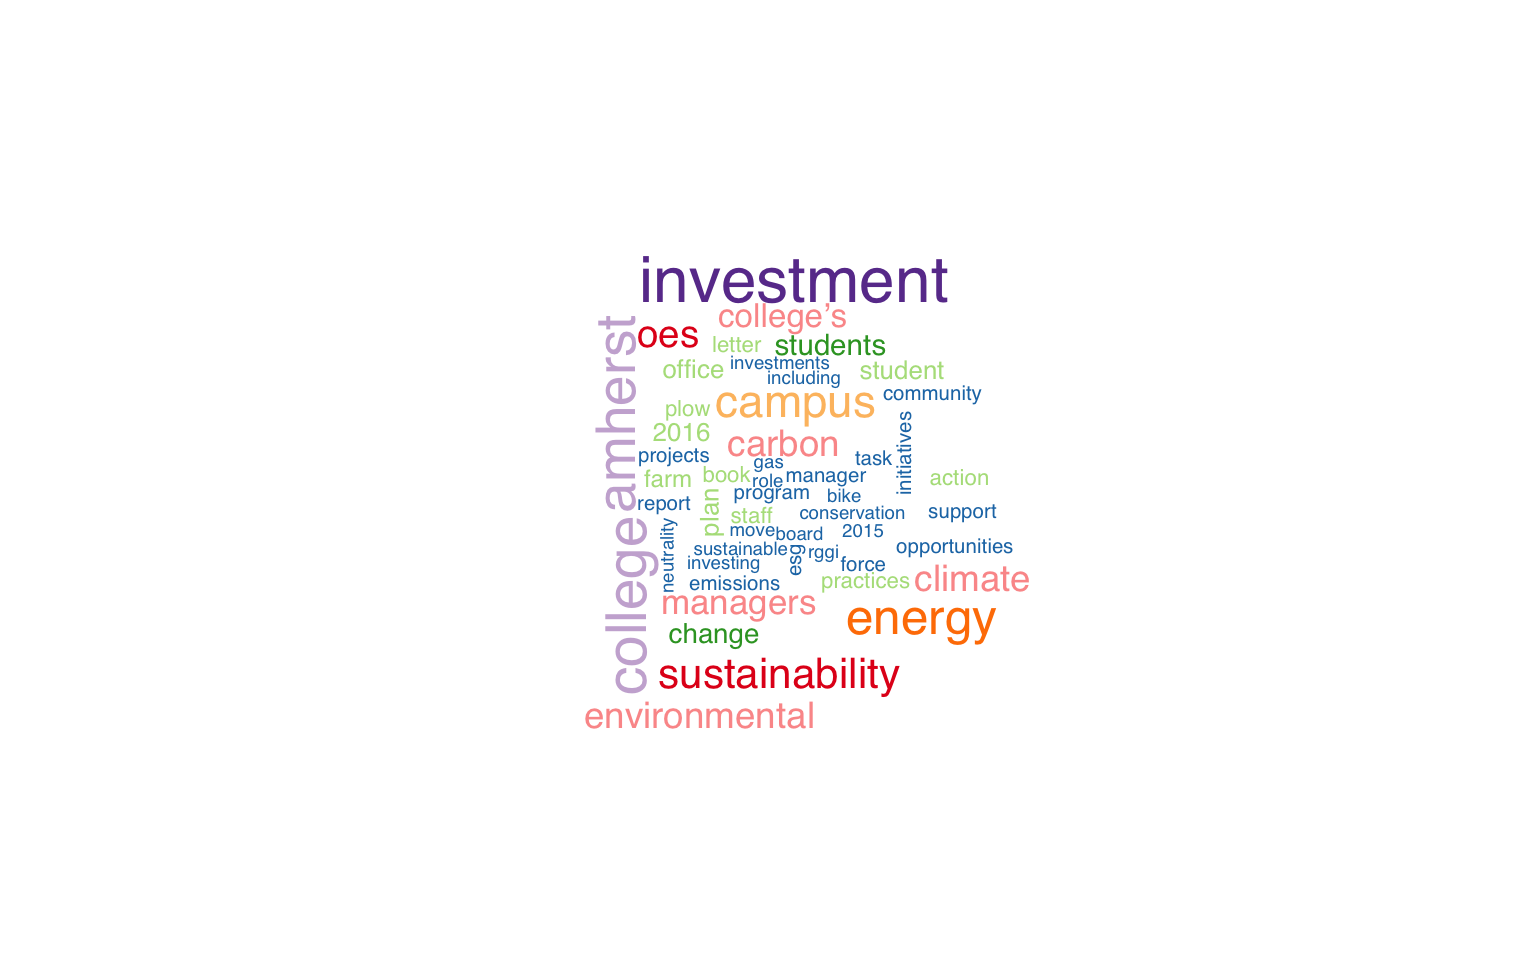 investment
college’s
amherst
oes
letter
students
office
investments
student
including
community
plow
campus
2016
carbon
initiatives
projects
gas
task
farm
book
role
manager
action
report
plan
program
bike
staff
conservation
support
college
neutrality
move
board
2015
sustainable
esg
rggi
opportunities
investing
force
emissions
practices
climate
managers
energy
change
sustainability
environmental